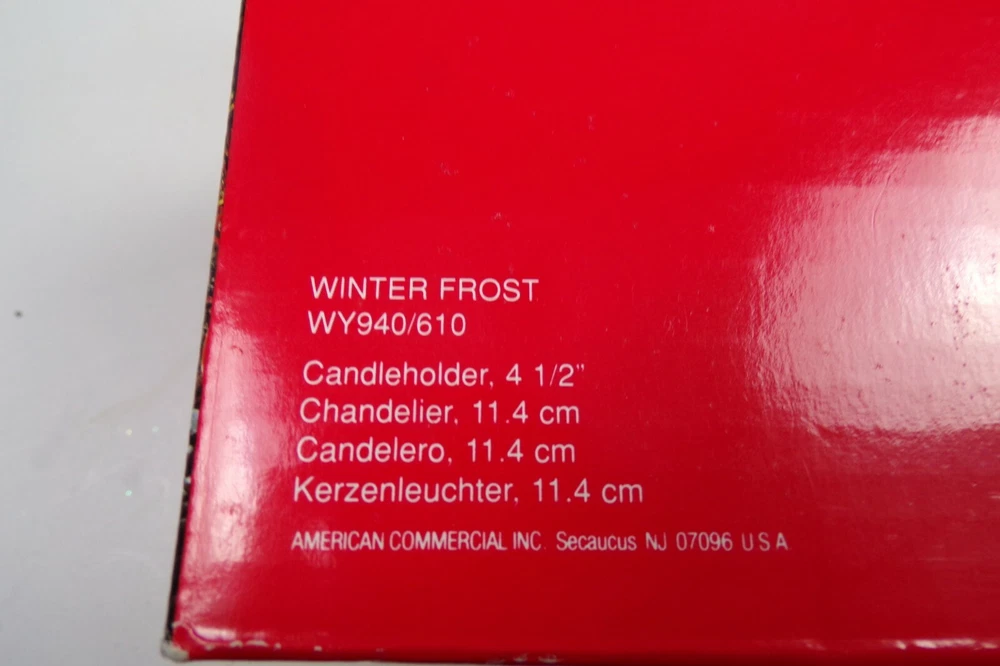 WINTER FROST
WY940/610
Candleholder, 4 1/2"
Chandelier, 11.4 cm
Candelero, 11.4 cm
Kerzenleuchter, 11.4 cm
AMERICAN COMMERCIAL INC. Secaucus NJ 07096 U S A